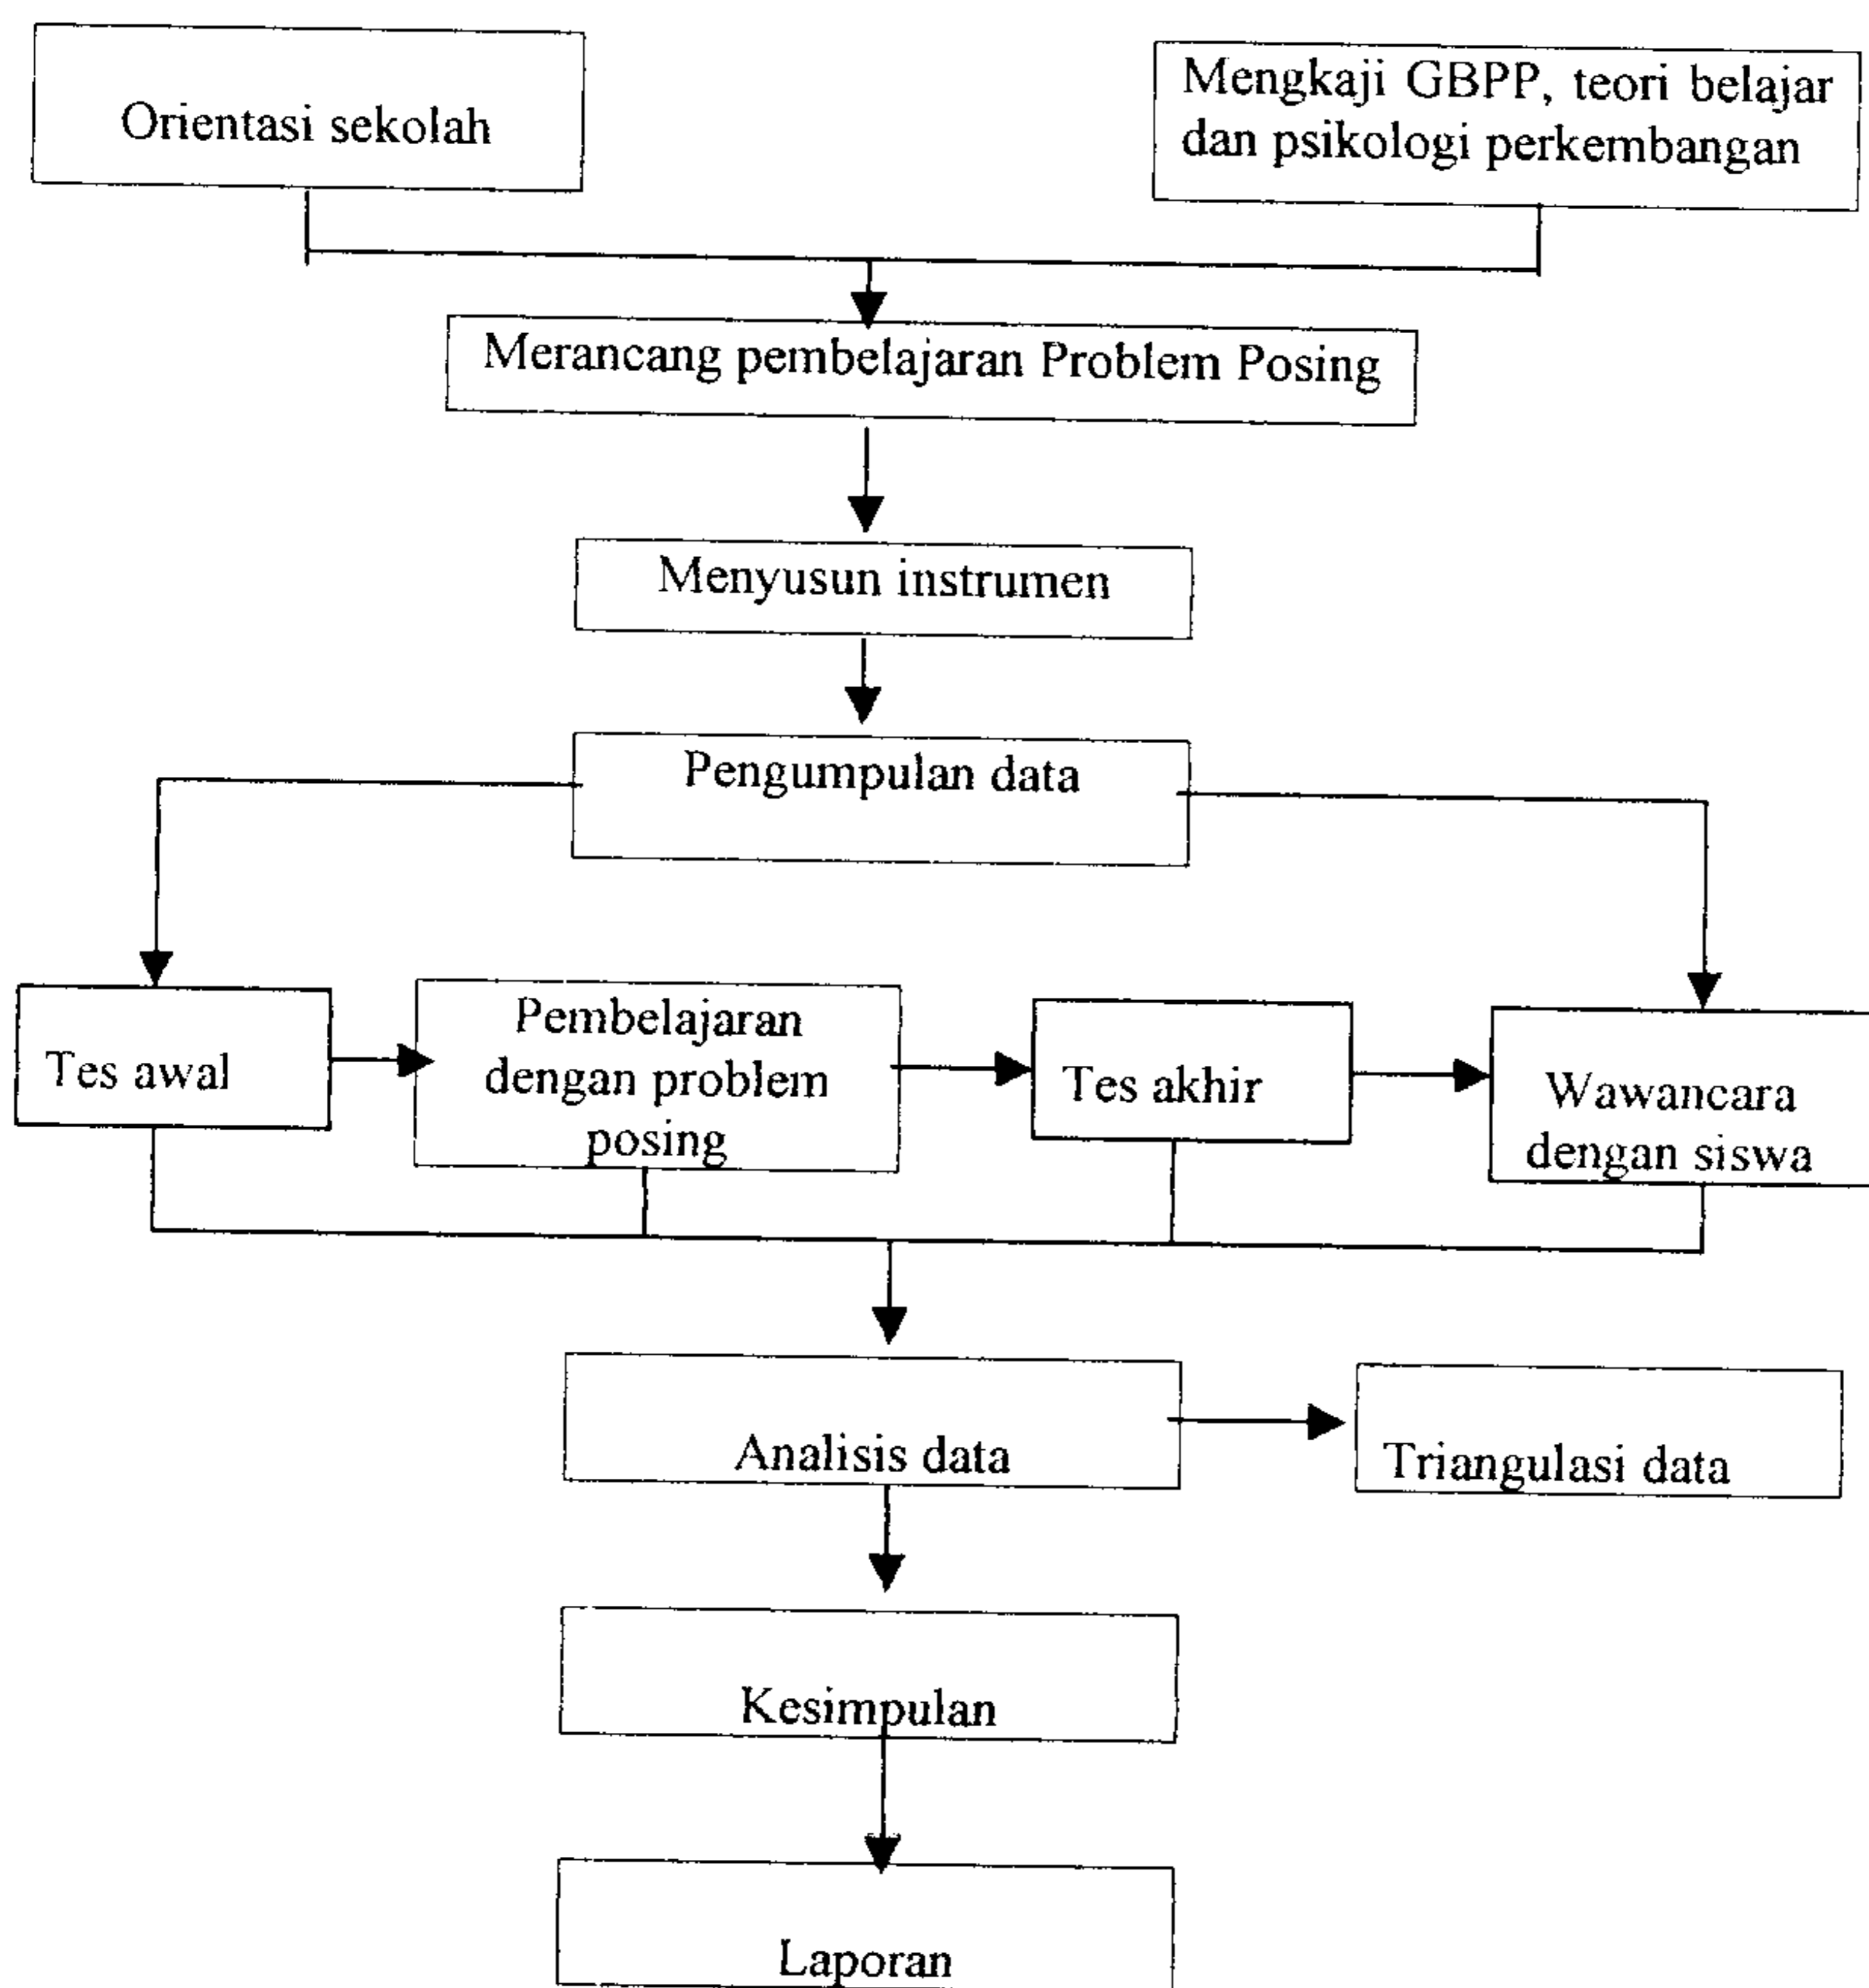 Orientasi sekolah
Mengkaji GBPP, teori belajar
dan psikologi perkembangan
Merancang pembelajaran Problem Posing
Menyusun instrumen
Pengumpulan data
Tes awal
Pembelajaran
dengan problem
posing
Tes akhir
Wawancara
dengan siswa
Analisis data
Triangulasi data
Kesimpulan
Laporan